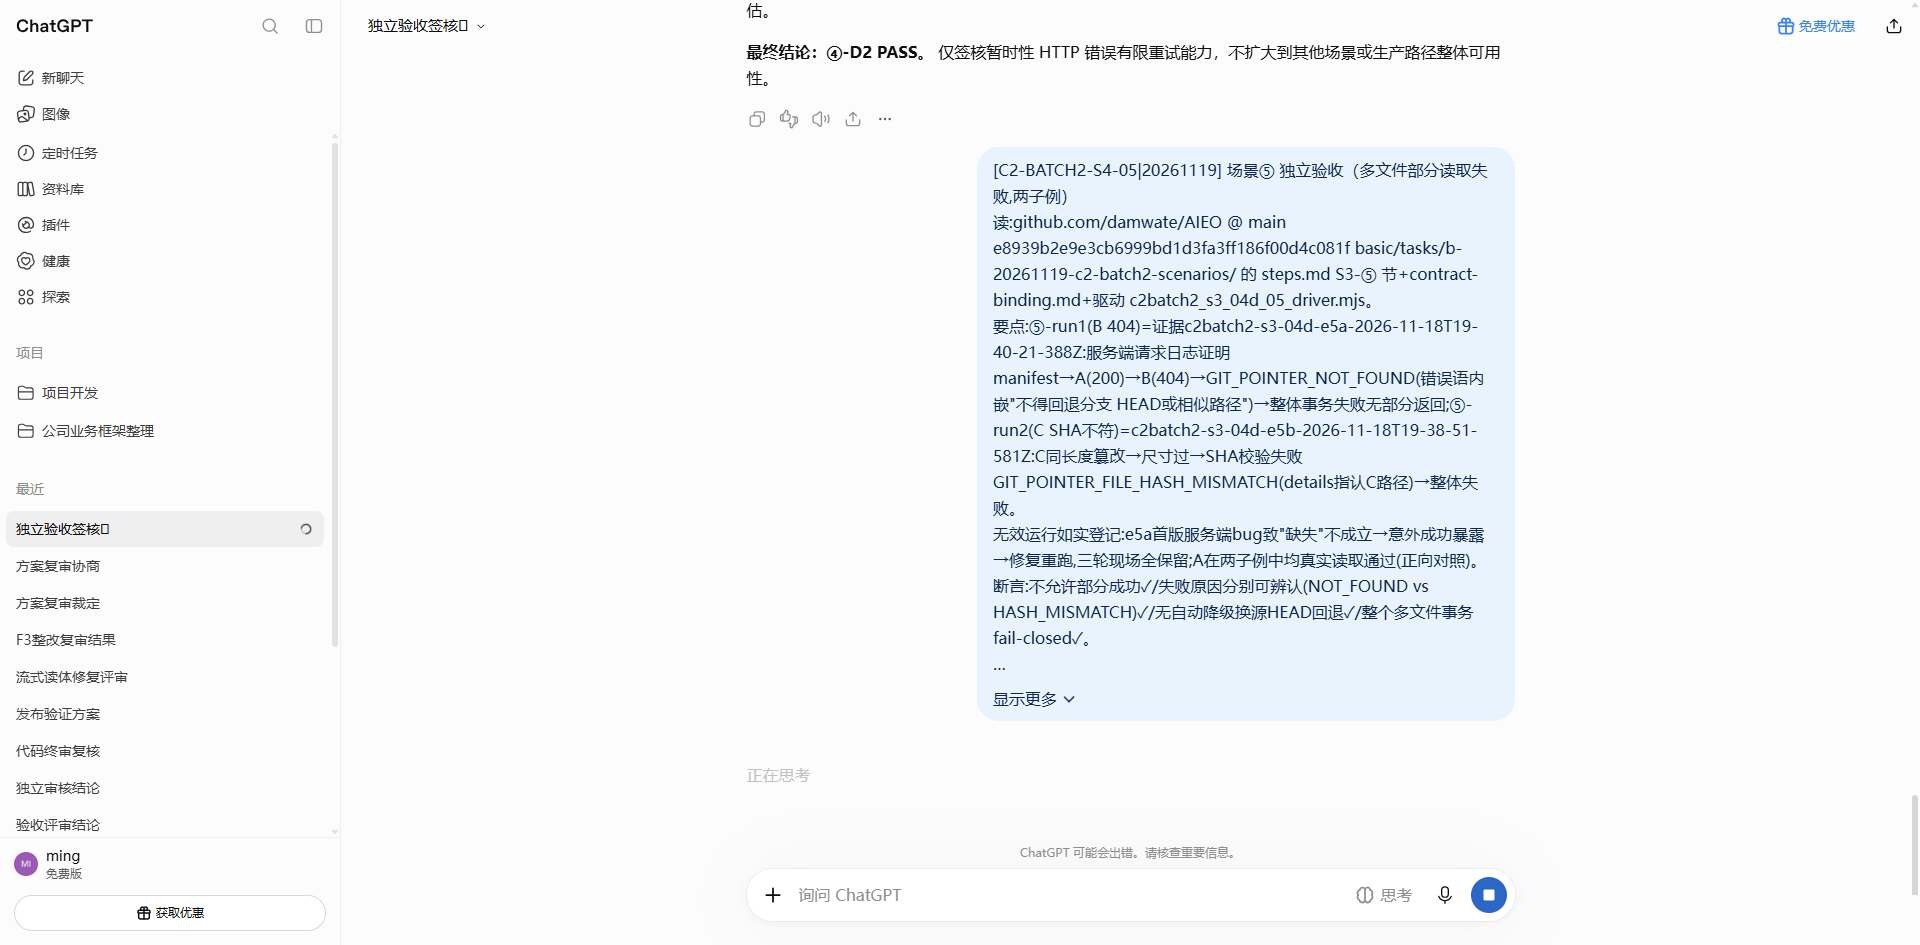 ChatGPT
新聊天
图像
定时任务
资料库
插件
健康
探索
项目
项目开发
公司业务框架整理
最近
独立验收签核
方案复审协商
方案复审裁定
F3整改复审结果
流式读体修复评审
发布验证方案
代码终审复核
独立审核结论
验收评审结论
MI
ming
免费版
获取优惠
独立验收签核
免费优惠
估。
最终结论：④-D2 PASS。 仅签核暂时性 HTTP 错误有限重试能力，不扩大到其他场景或生产路径整体可用
性。
[C2-BATCH2-S4-05|20261119] 场景⑤ 独立验收（多文件部分读取失
败,两子例）
读:github.com/damwate/AIEO @ main
e8939b2e9e3cb6999bd1d3fa3ff186f00d4c081f basic/tasks/b-
20261119-c2-batch2-scenarios/ 的 steps.md S3-⑤ 节+contract-
binding.md+驱动 c2batch2_s3_04d_05_driver.mjs。
要点:⑤-run1(B 404)=证据c2batch2-s3-04d-e5a-2026-11-18T19-
40-21-388Z:服务端请求日志证明
manifest→A(200)→B(404)→GIT_POINTER_NOT_FOUND(错误语内
嵌"不得回退分支 HEAD或相似路径")→整体事务失败无部分返回;⑤-
run2(C SHA不符)=c2batch2-s3-04d-e5b-2026-11-18T19-38-51-
581Z:C同长度篡改→尺寸过→SHA校验失败
GIT_POINTER_FILE_HASH_MISMATCH(details指认C路径)→整体失
败。
无效运行如实登记:e5a首版服务端bug致"缺失"不成立→意外成功暴露
→修复重跑,三轮现场全保留;A在两子例中均真实读取通过(正向对照)。
断言:不允许部分成功✓/失败原因分别可辨认(NOT_FOUND vs
HASH_MISMATCH)✓/无自动降级换源HEAD回退✓/整个多文件事务
fail-closed✓。
...
显示更多
正在思考
ChatGPT 可能会出错。请核查重要信息。
询问 ChatGPT
思考